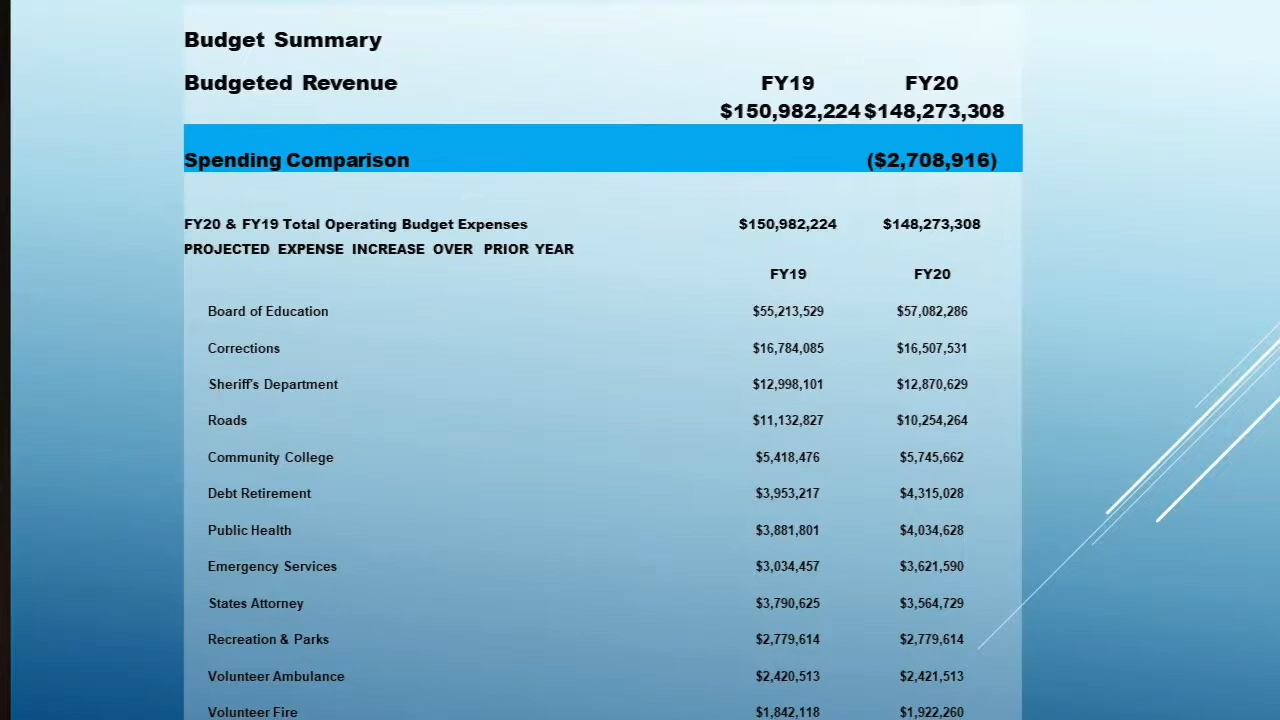 Budget Summary
Budgeted Revenue FY19 FY20
$150,982,224 $148,273,308
Spending Comparison ($2,708,916)
FY20 & FY19 Total Operating Budget Expenses $150,982,224 $148,273,308
PROJECTED EXPENSE INCREASE OVER PRIOR YEAR
FY19 FY20
Board of Education $55,213,529 $57,082,286
Corrections $16,784,085 $16,507,531
Sheriff's Department $12,998,101 $12,870,629
Roads $11,132,827 $10,254,264
Community College $5,418,476 $5,745,662
Debt Retirement $3,953,217 $4,315,028
Public Health $3,881,801 $4,034,628
Emergency Services $3,034,457 $3,621,590
States Attorney $3,790,625 $3,564,729
Recreation & Parks $2,779,614 $2,779,614
Volunteer Ambulance $2,420,513 $2,421,513
Volunteer Fire $1,842,118 $1,922,260